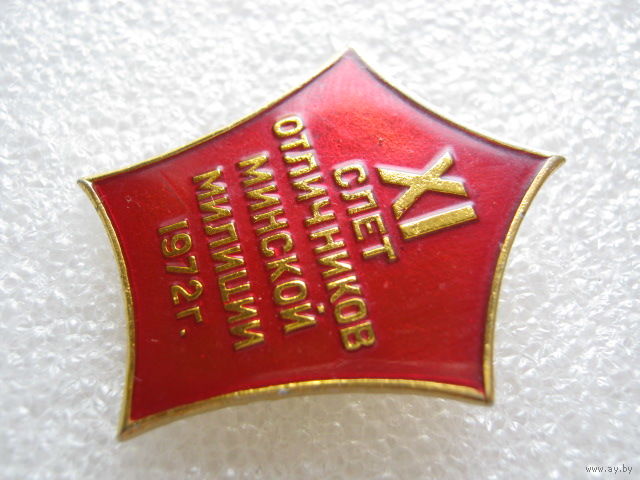 XI
СЛЕТ
ОТЛИЧНИКОВ
МИНСКОЙ
МИЛИЦИИ
1972г.
www.ay.by